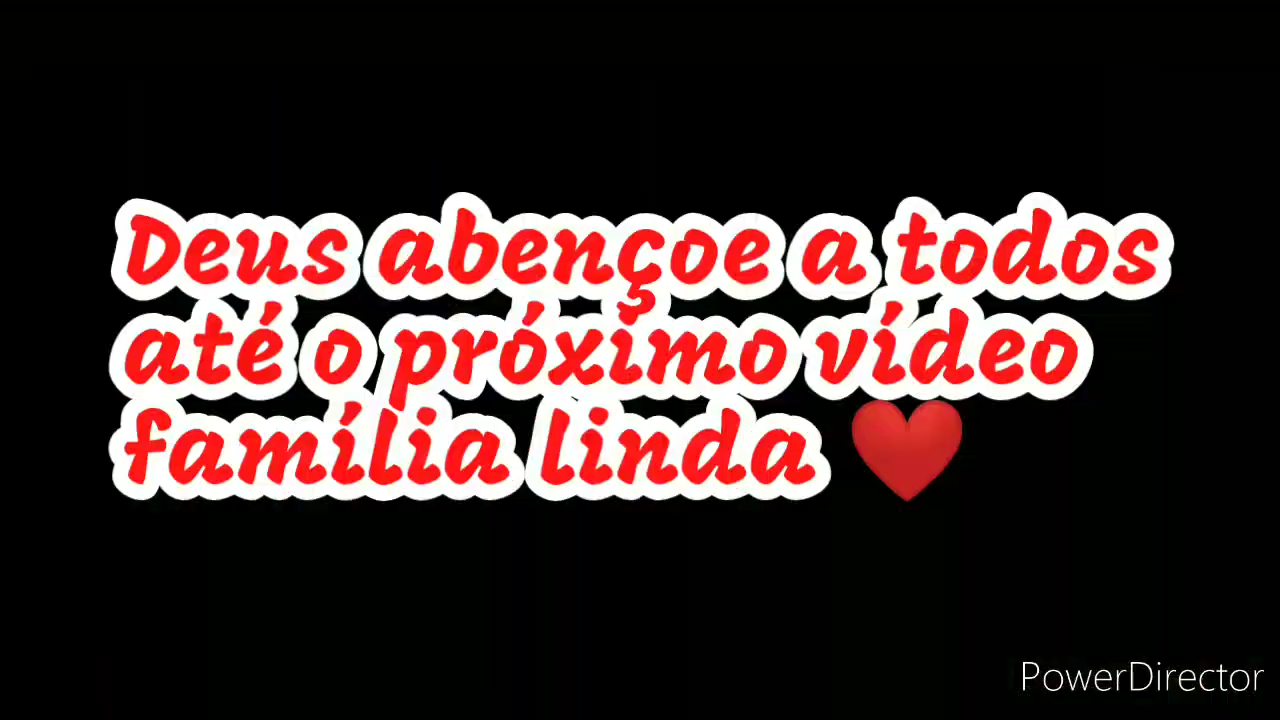 Deus abençoe a todos
até o próximo vídeo
família linda ❤️
PowerDirector